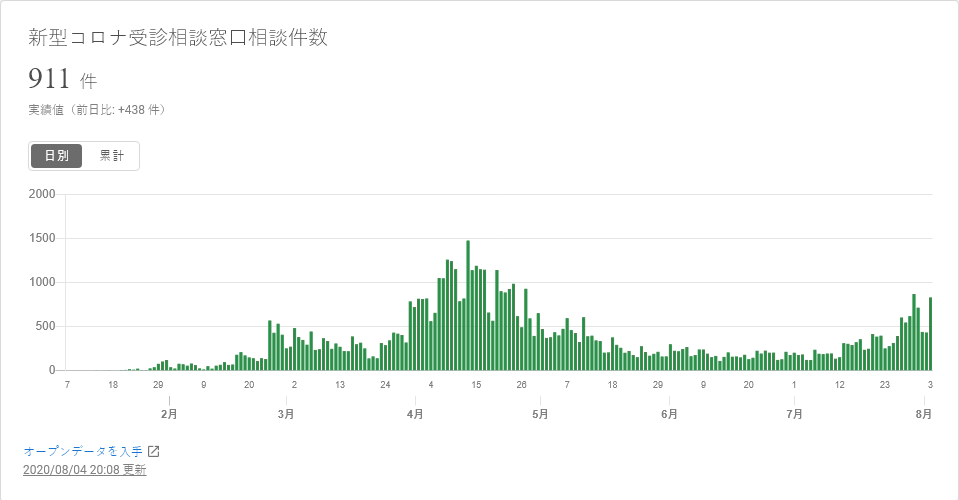 新型コロナ受診相談窓口相談件数
911 件
実績値（前日比: +438 件）
日別 累計
2000
1500
1000
500
0
7 18 29 9 20 2 13 24 4 15 26 7 18 29 9 20 1 12 23 3
2月 3月 4月 5月 6月 7月 8月
オープンデータを入手
2020/08/04 20:08 更新